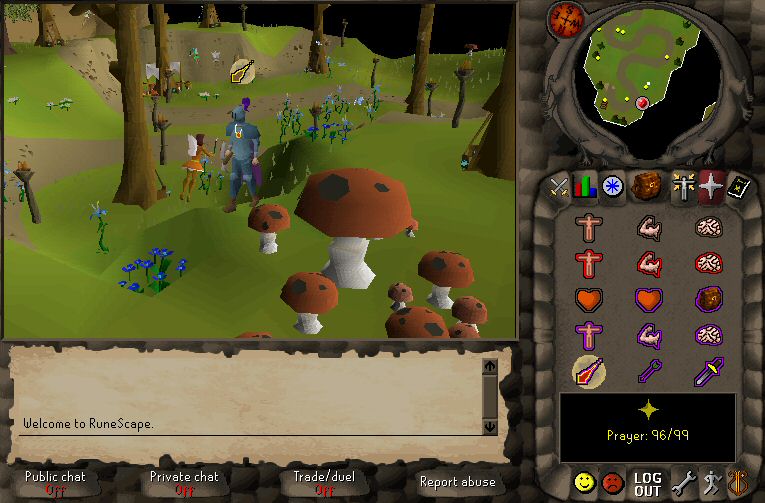 Welcome to RuneScape.
Prayer: 96/99
Public chat
Off
Private chat
Off
Trade/duel
Off
Report abuse
LOG
OUT